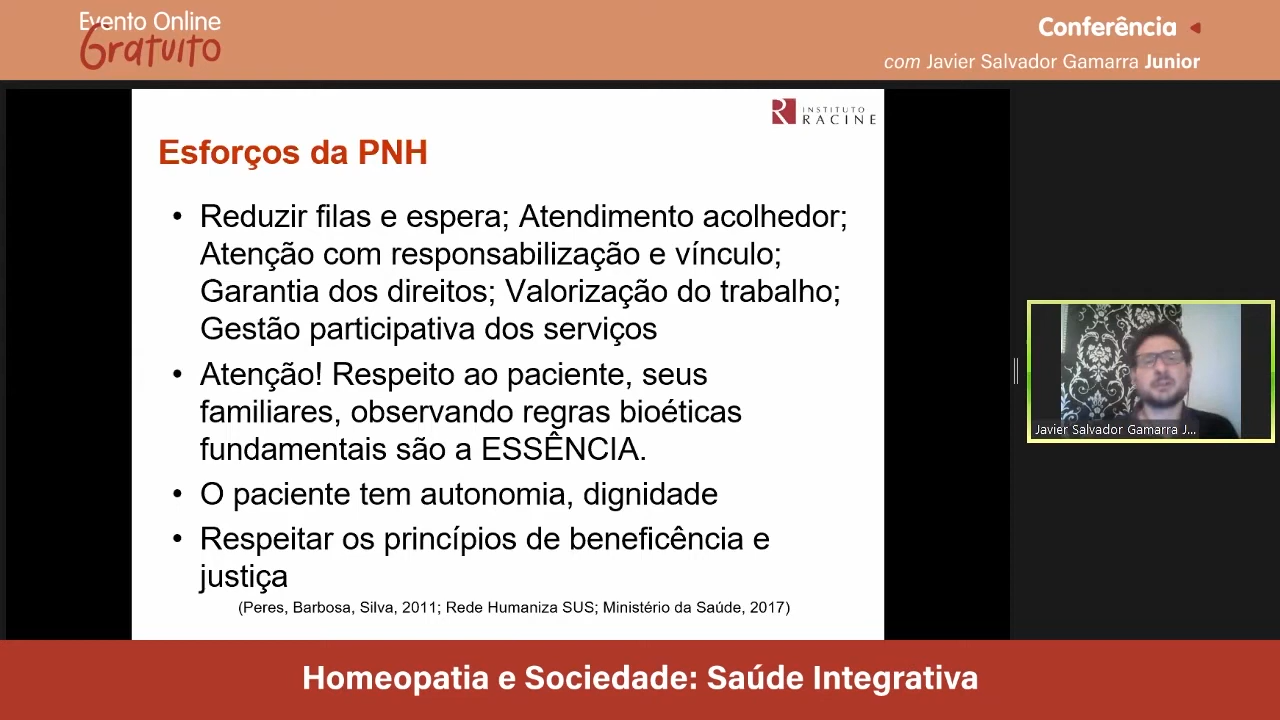 Evento Online
Gratuito
Conferência
com Javier Salvador Gamarra Junior
INSTITUTO
RACINE
Esforços da PNH
• Reduzir filas e espera; Atendimento acolhedor;
Atenção com responsabilização e vínculo;
Garantia dos direitos; Valorização do trabalho;
Gestão participativa dos serviços
• Atenção! Respeito ao paciente, seus
familiares, observando regras bioéticas
fundamentais são a ESSÊNCIA.
• O paciente tem autonomia, dignidade
• Respeitar os princípios de beneficência e
justiça
(Peres, Barbosa, Silva, 2011; Rede Humaniza SUS; Ministério da Saúde, 2017)
Javier Salvador Gamarra J...
Homeopatia e Sociedade: Saúde Integrativa